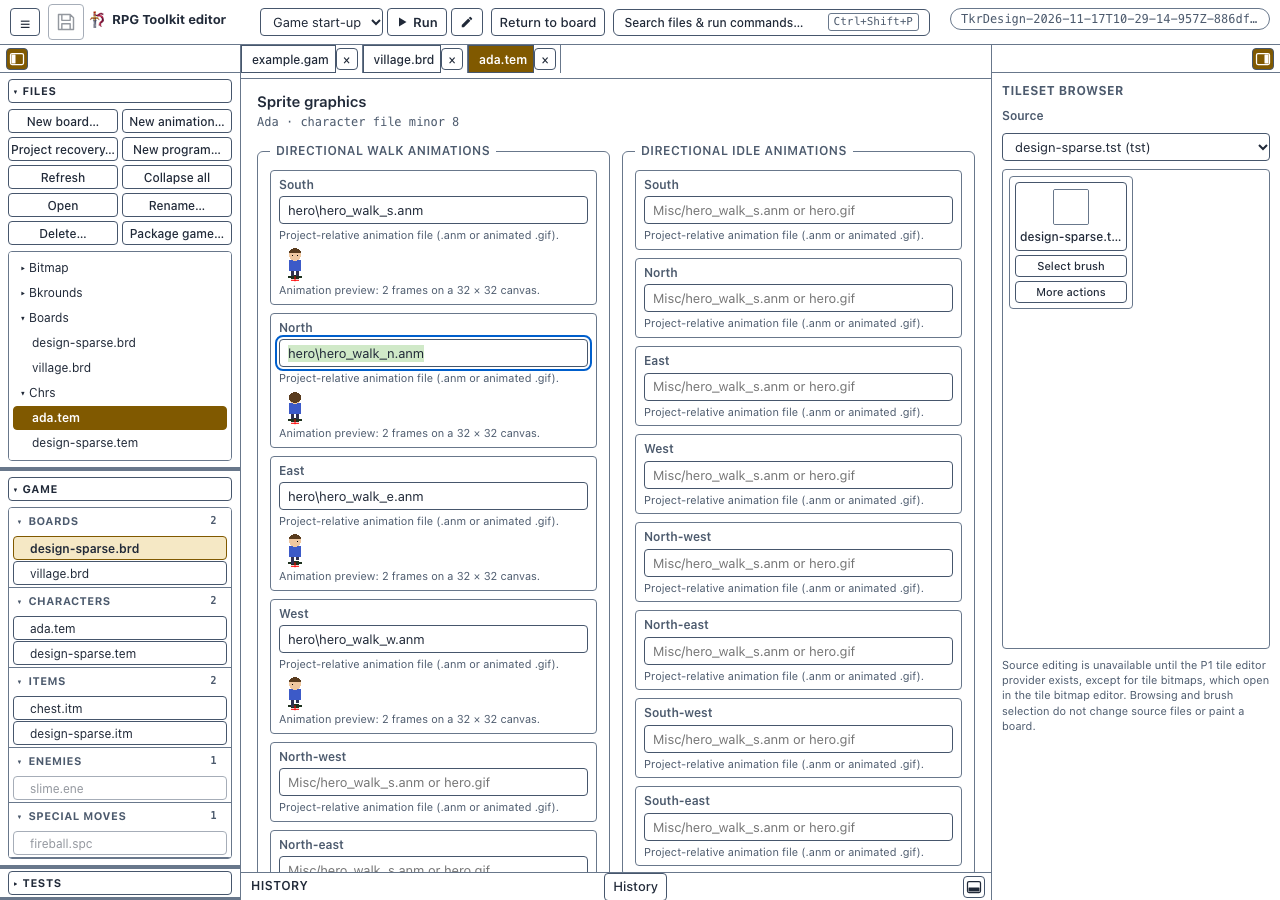 RPG Toolkit editor
Game start-up
Run
Return to board
Search files & run commands...
Ctrl+Shift+P
TkrDesign-2026-11-17T10-29-14-957Z-886df…
FILES
New board...
New animation...
Project recovery...
New program...
Refresh
Collapse all
Open
Rename...
Delete...
Package game...
Bitmap
Bkrounds
Boards
design-sparse.brd
village.brd
Chrs
ada.tem
design-sparse.tem
GAME
BOARDS 2
design-sparse.brd
village.brd
CHARACTERS 2
ada.tem
design-sparse.tem
ITEMS 2
chest.itm
design-sparse.itm
ENEMIES 1
slime.ene
SPECIAL MOVES 1
fireball.spc
TESTS
example.gam ×
village.brd ×
ada.tem ×
Sprite graphics
Ada · character file minor 8
DIRECTIONAL WALK ANIMATIONS
South
hero\hero_walk_s.anm
Project-relative animation file (.anm or animated .gif).
Animation preview: 2 frames on a 32 × 32 canvas.
North
hero\hero_walk_n.anm
Project-relative animation file (.anm or animated .gif).
Animation preview: 2 frames on a 32 × 32 canvas.
East
hero\hero_walk_e.anm
Project-relative animation file (.anm or animated .gif).
Animation preview: 2 frames on a 32 × 32 canvas.
West
hero\hero_walk_w.anm
Project-relative animation file (.anm or animated .gif).
Animation preview: 2 frames on a 32 × 32 canvas.
North-west
Misc/hero_walk_s.anm or hero.gif
Project-relative animation file (.anm or animated .gif).
North-east
Misc/hero_walk_s.anm or hero.gif
DIRECTIONAL IDLE ANIMATIONS
South
Misc/hero_walk_s.anm or hero.gif
Project-relative animation file (.anm or animated .gif).
North
Misc/hero_walk_s.anm or hero.gif
Project-relative animation file (.anm or animated .gif).
East
Misc/hero_walk_s.anm or hero.gif
Project-relative animation file (.anm or animated .gif).
West
Misc/hero_walk_s.anm or hero.gif
Project-relative animation file (.anm or animated .gif).
North-west
Misc/hero_walk_s.anm or hero.gif
Project-relative animation file (.anm or animated .gif).
North-east
Misc/hero_walk_s.anm or hero.gif
Project-relative animation file (.anm or animated .gif).
South-west
Misc/hero_walk_s.anm or hero.gif
Project-relative animation file (.anm or animated .gif).
South-east
Misc/hero_walk_s.anm or hero.gif
Project-relative animation file (.anm or animated .gif).
HISTORY
History
TILESET BROWSER
Source
design-sparse.tst (tst)
design-sparse.t...
Select brush
More actions
Source editing is unavailable until the P1 tile editor
provider exists, except for tile bitmaps, which open
in the tile bitmap editor. Browsing and brush
selection do not change source files or paint a
board.